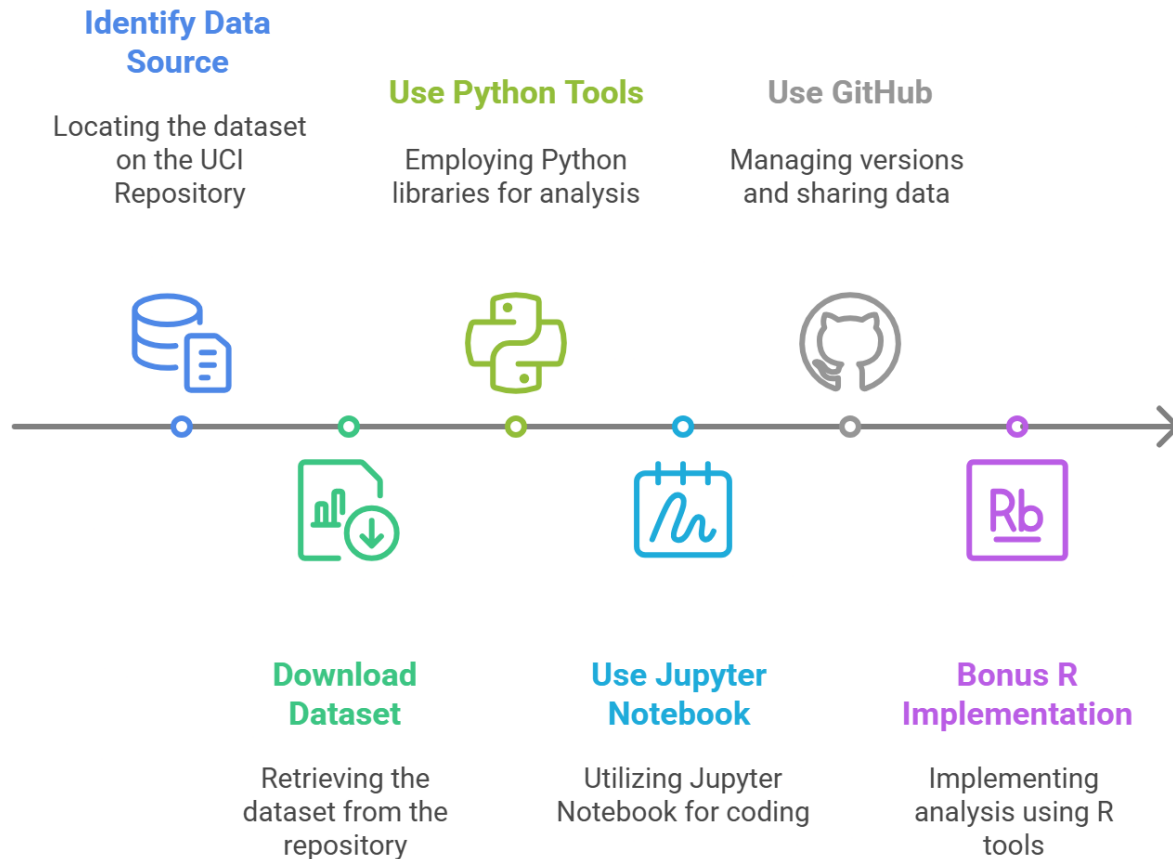 Identify Data
Source
Locating the dataset
on the UCI
Repository
Use Python Tools
Employing Python
libraries for analysis
Use GitHub
Managing versions
and sharing data
Rb
Download
Dataset
Retrieving the
dataset from the
repository
Use Jupyter
Notebook
Utilizing Jupyter
Notebook for coding
Bonus R
Implementation
Implementing
analysis using R
tools